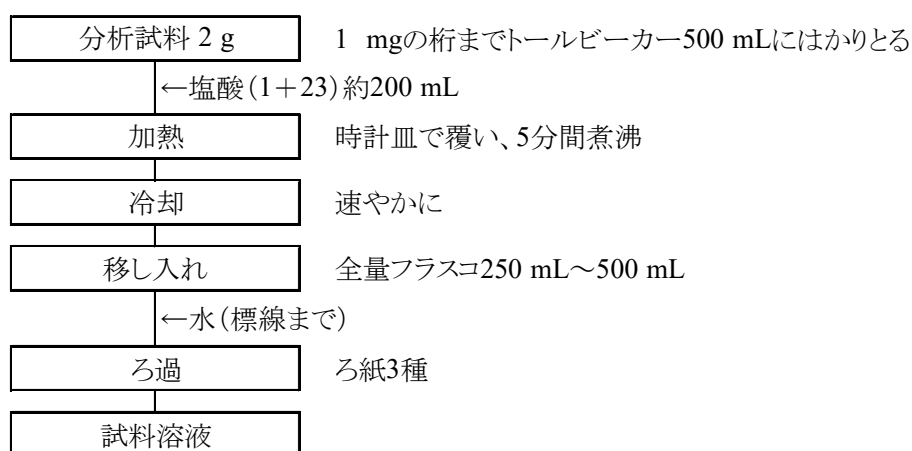 分析試料 2 g　1 mgの桁までトールビーカー500 mLにはかりとる
←塩酸（1＋23）約200 mL
加熱　時計皿で覆い、5分間煮沸
冷却　速やかに
移し入れ　全量フラスコ250 mL～500 mL
←水（標線まで）
ろ過　ろ紙3種
試料溶液